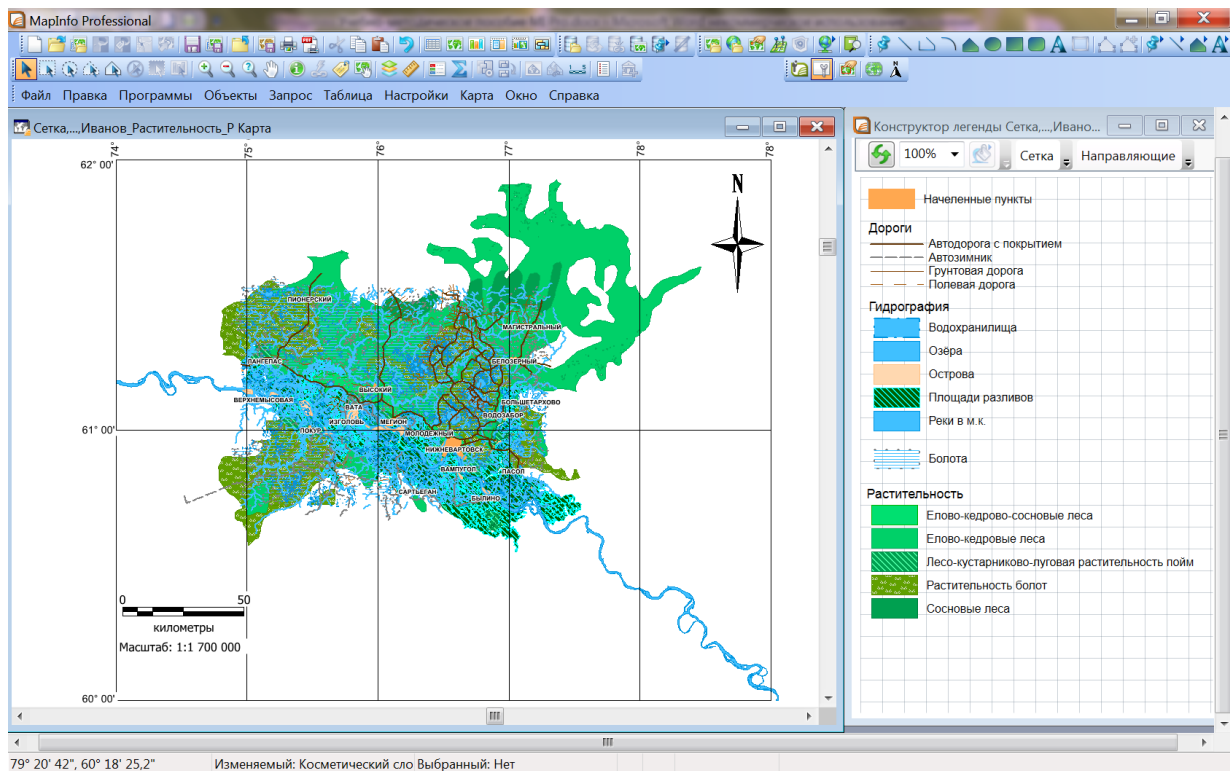 MapInfo Professional
Файл Правка Программы Объекты Запрос Таблица Настройки Карта Окно Справка
Сетка,...,Иванов_Растительность_Р Карта
74°
75°
76°
77°
78°
78°
62° 00'
N
ПИОНЕРСКИЙ
МАГИСТРАЛЬНЫЙ
ЛАНГЕПАС
БЕЛОЗЕРНЫЙ
ВЫСОКИЙ
ВЕРХНЕМЫСОВАЯ
ВАТА
БОЛЬШЕТАРХОВО
ИЗГОЛОВЬ
МЕГИОН
ВОДОЗАБОР
61° 00'
ПОКУР
МОЛОДЕЖНЫЙ
НИЖНЕВАРТОВСК
ВАМПУГОЛ
ПАСОЛ
САРТЬЕГАН
БЫЛИНО
0 50
километры
Масштаб: 1:1 700 000
60° 00'
Конструктор легенды Сетка,...,Ивано...
100% Сетка Направляющие
Начеленные пункты
Дороги
Автодорога с покрытием
Автозимник
Грунтовая дорога
Полевая дорога
Гидрография
Водохранилища
Озёра
Острова
Площади разливов
Реки в м.к.
Болота
Растительность
Елово-кедрово-сосновые леса
Елово-кедровые леса
Лесо-кустарниково-луговая растительность пойм
Растительность болот
Сосновые леса
79° 20' 42", 60° 18' 25,2" Изменяемый: Косметический сло Выбранный: Нет